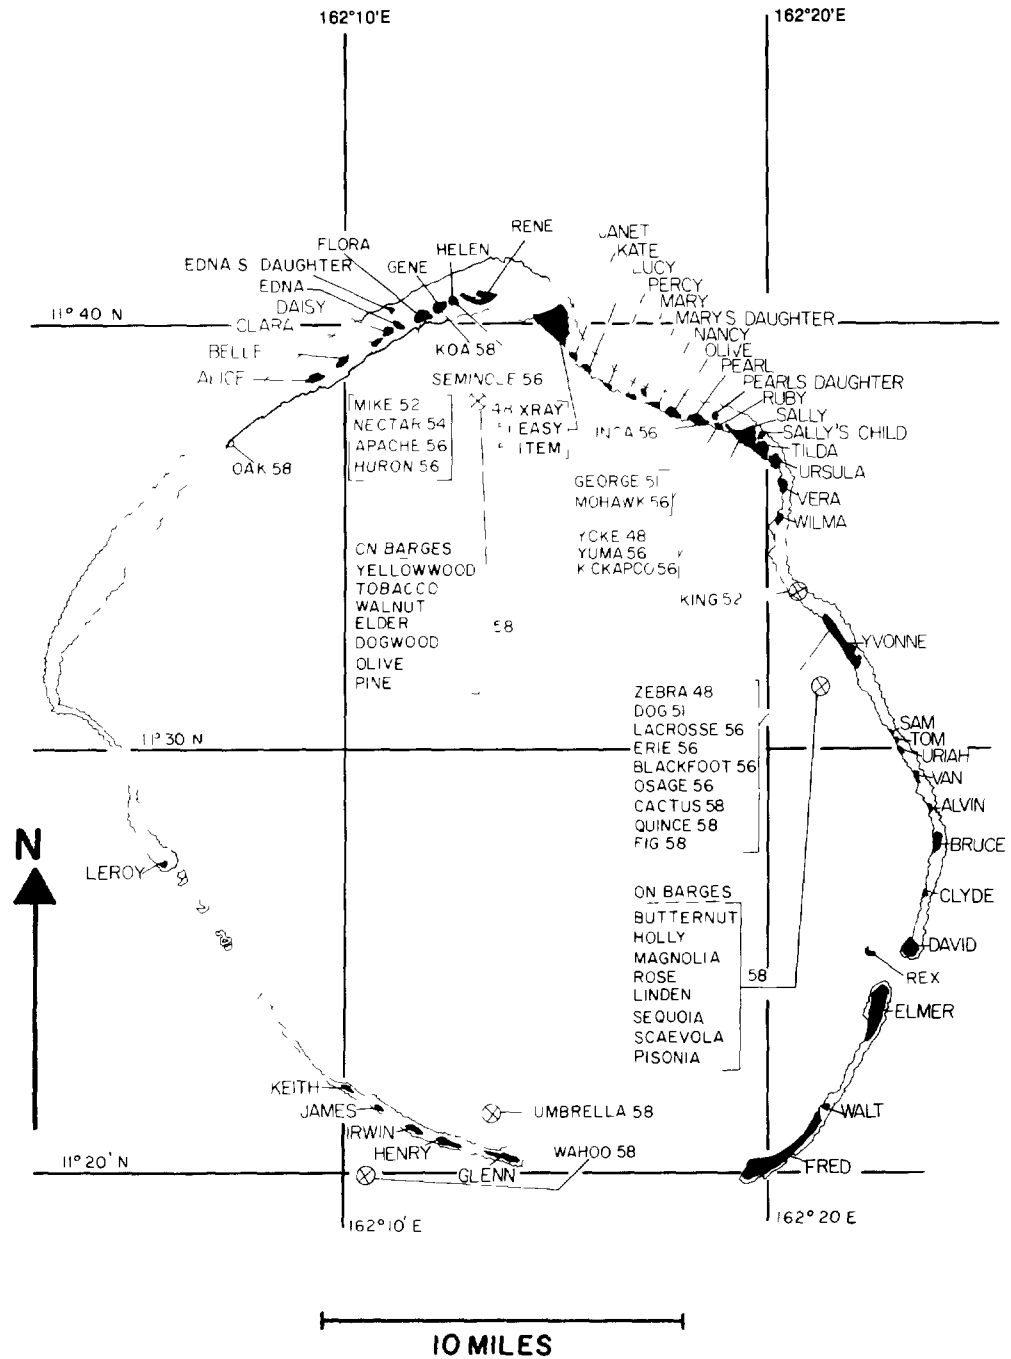 162°10'E
162°20'E
RENE
JANET
FLORA
HELEN
KATE
EDNA S DAUGHTER
GENE
LUCY
PERCY
EDNA
MARY
DAISY
11° 40 N
CLARA
MARYS DAUGHTER
NANCY
KOA 58
OLIVE
BELLE
PEARL
ALICE
SEMINOLE 56
PEARLS DAUGHTER
RUBY
MIKE 52
NECTAR 54
APACHE 56
HURON 56
XRAY
EASY
ITEM
INCA 56
SALLY
SALLY'S CHILD
TILDA
OAK 58
URSULA
GEORGE 51
MOHAWK 56
VERA
WILMA
YUMA 56
KING 52
ON BARGES
YELLOWWOOD
TOBACCO
WALNUT
ELDER
DOGWOOD
OLIVE
PINE
58
YVONNE
ZEBRA 48
DOG 51
LACROSSE 56
ERIE 56
BLACKFOOT 56
OSAGE 56
CACTUS 58
QUINCE 58
FIG 58
11° 30 N
SAM
TOM
URIAH
VAN
ALVIN
BRUCE
CLYDE
DAVID
REX
ELMER
N
LEROY
ON BARGES
BUTTERNUT
HOLLY
MAGNOLIA
ROSE
LINDEN
SEQUOIA
SCAEVOLA
PISONIA
58
KEITH
JAMES
IRWIN
HENRY
GLENN
UMBRELLA 58
WAHOO 58
WALT
FRED
11° 20' N
162°10' E
162° 20 E
10 MILES